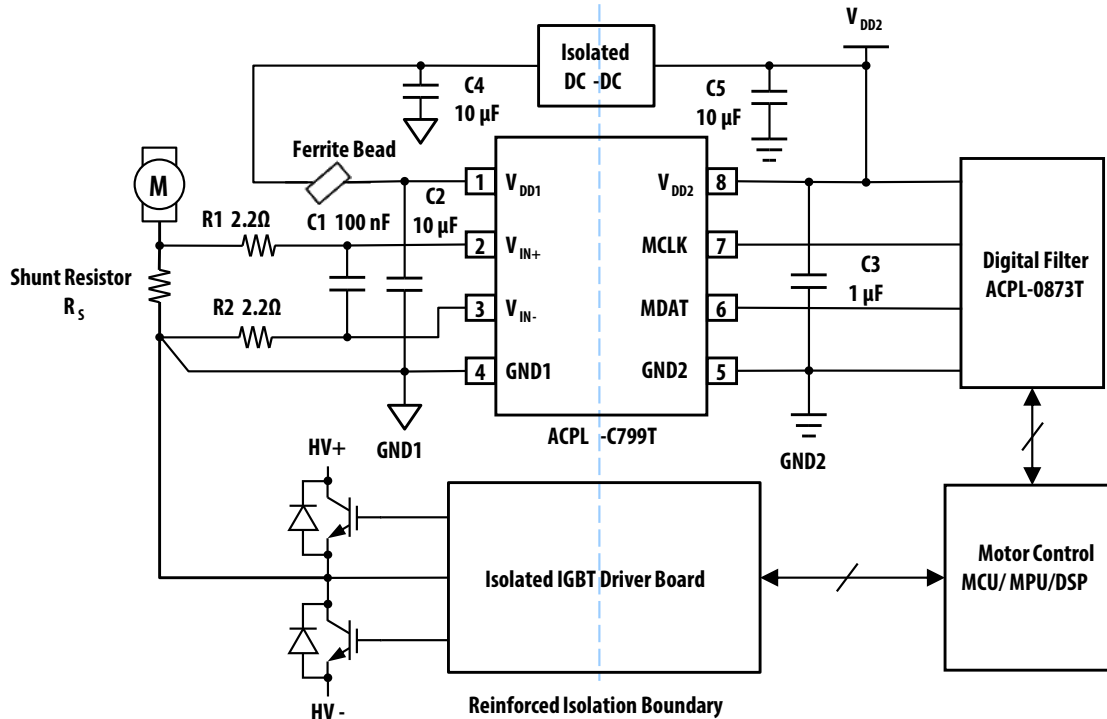 V DD2
Isolated
DC -DC
C4
10 µF
C5
10 µF
Ferrite Bead
M
1
V DD1
V DD2
8
C2
10 µF
R1 2.2Ω
C1 100 nF
2
V IN+
MCLK
7
Shunt Resistor
R S
C3
1 µF
Digital Filter
ACPL-0873T
R2 2.2Ω
3
V IN-
MDAT
6
4
GND1
GND2
5
GND1
ACPL -C799T
GND2
HV+
Isolated IGBT Driver Board
Motor Control
MCU/ MPU/DSP
HV -
Reinforced Isolation Boundary